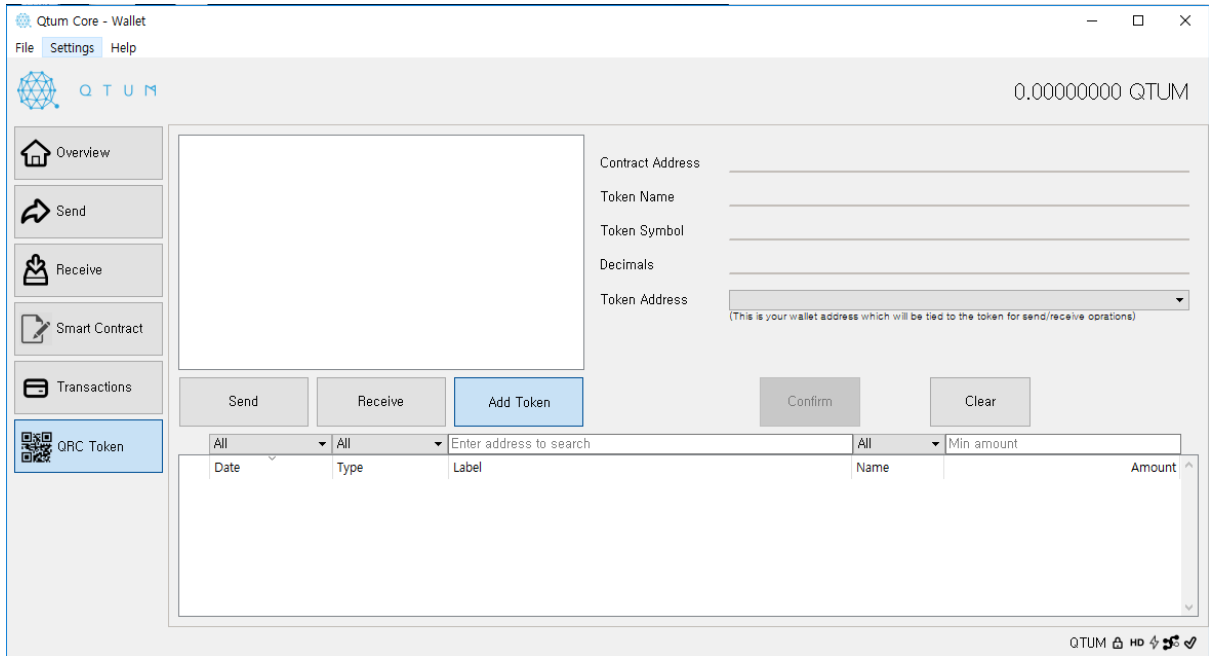 Qtum Core - Wallet
File Settings Help
QTUM
0.00000000 QTUM
Overview
Send
Receive
Smart Contract
Transactions
QRC Token
Contract Address
Token Name
Token Symbol
Decimals
Token Address
(This is your wallet address which will be tied to the token for send/receive oprations)
Send Receive Add Token Confirm Clear
All All Enter address to search All Min amount
Date Type Label Name Amount
QTUM HD